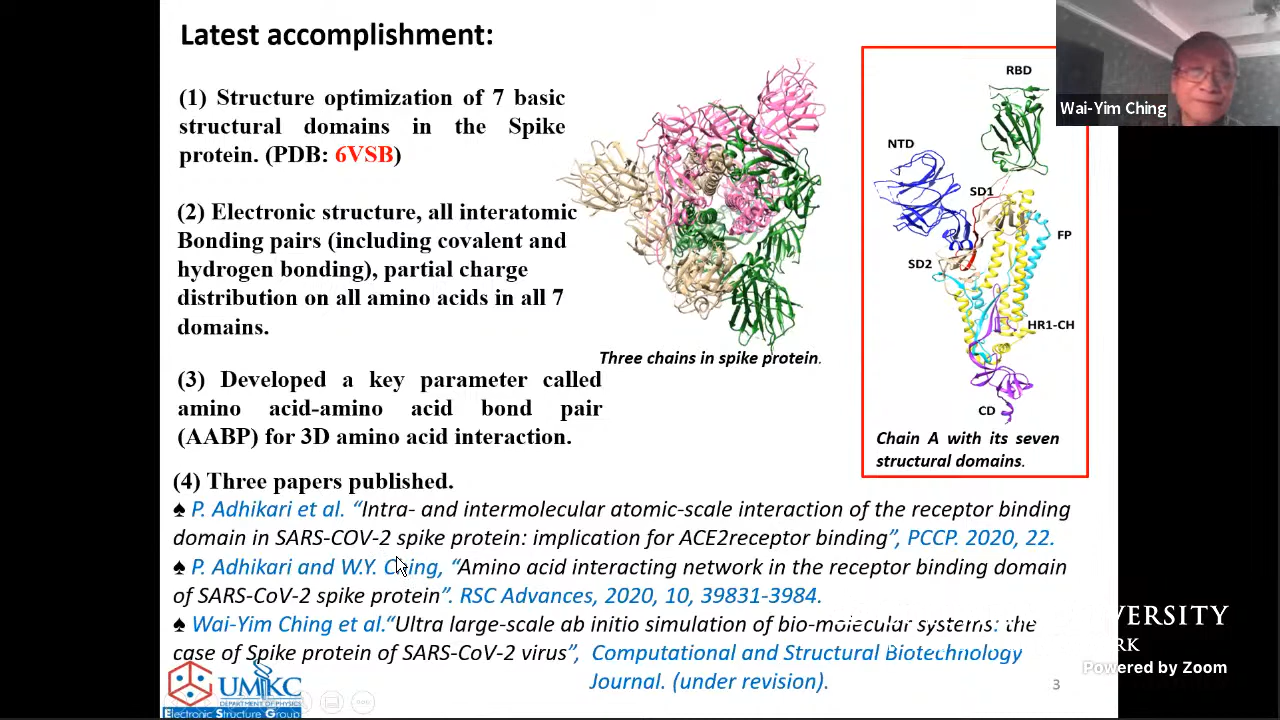 Latest accomplishment:
(1) Structure optimization of 7 basic
structural domains in the Spike
protein. (PDB: 6VSB)
(2) Electronic structure, all interatomic
Bonding pairs (including covalent and
hydrogen bonding), partial charge
distribution on all amino acids in all 7
domains.
(3) Developed a key parameter called
amino acid-amino acid bond pair
(AABP) for 3D amino acid interaction.
Three chains in spike protein.
RBD
NTD
SD1
FP
SD2
HR1-CH
CD
Chain A with its seven
structural domains.
Wai-Yim Ching
(4) Three papers published.
♠ P. Adhikari et al. “Intra- and intermolecular atomic-scale interaction of the receptor binding
domain in SARS-COV-2 spike protein: implication for ACE2receptor binding”, PCCP. 2020, 22.
♠ P. Adhikari and W.Y. Ching, “Amino acid interacting network in the receptor binding domain
of SARS-CoV-2 spike protein”. RSC Advances, 2020, 10, 39831-3984.
♠ Wai-Yim Ching et al.“Ultra large-scale ab initio simulation of bio-molecular systems: the
case of Spike protein of SARS-CoV-2 virus”, Computational and Structural Biotechnology
Journal. (under revision).
UMKC
DEPARTMENT OF PHYSICS
Electronic Structure Group
3
VERSITY
RK
Powered by Zoom